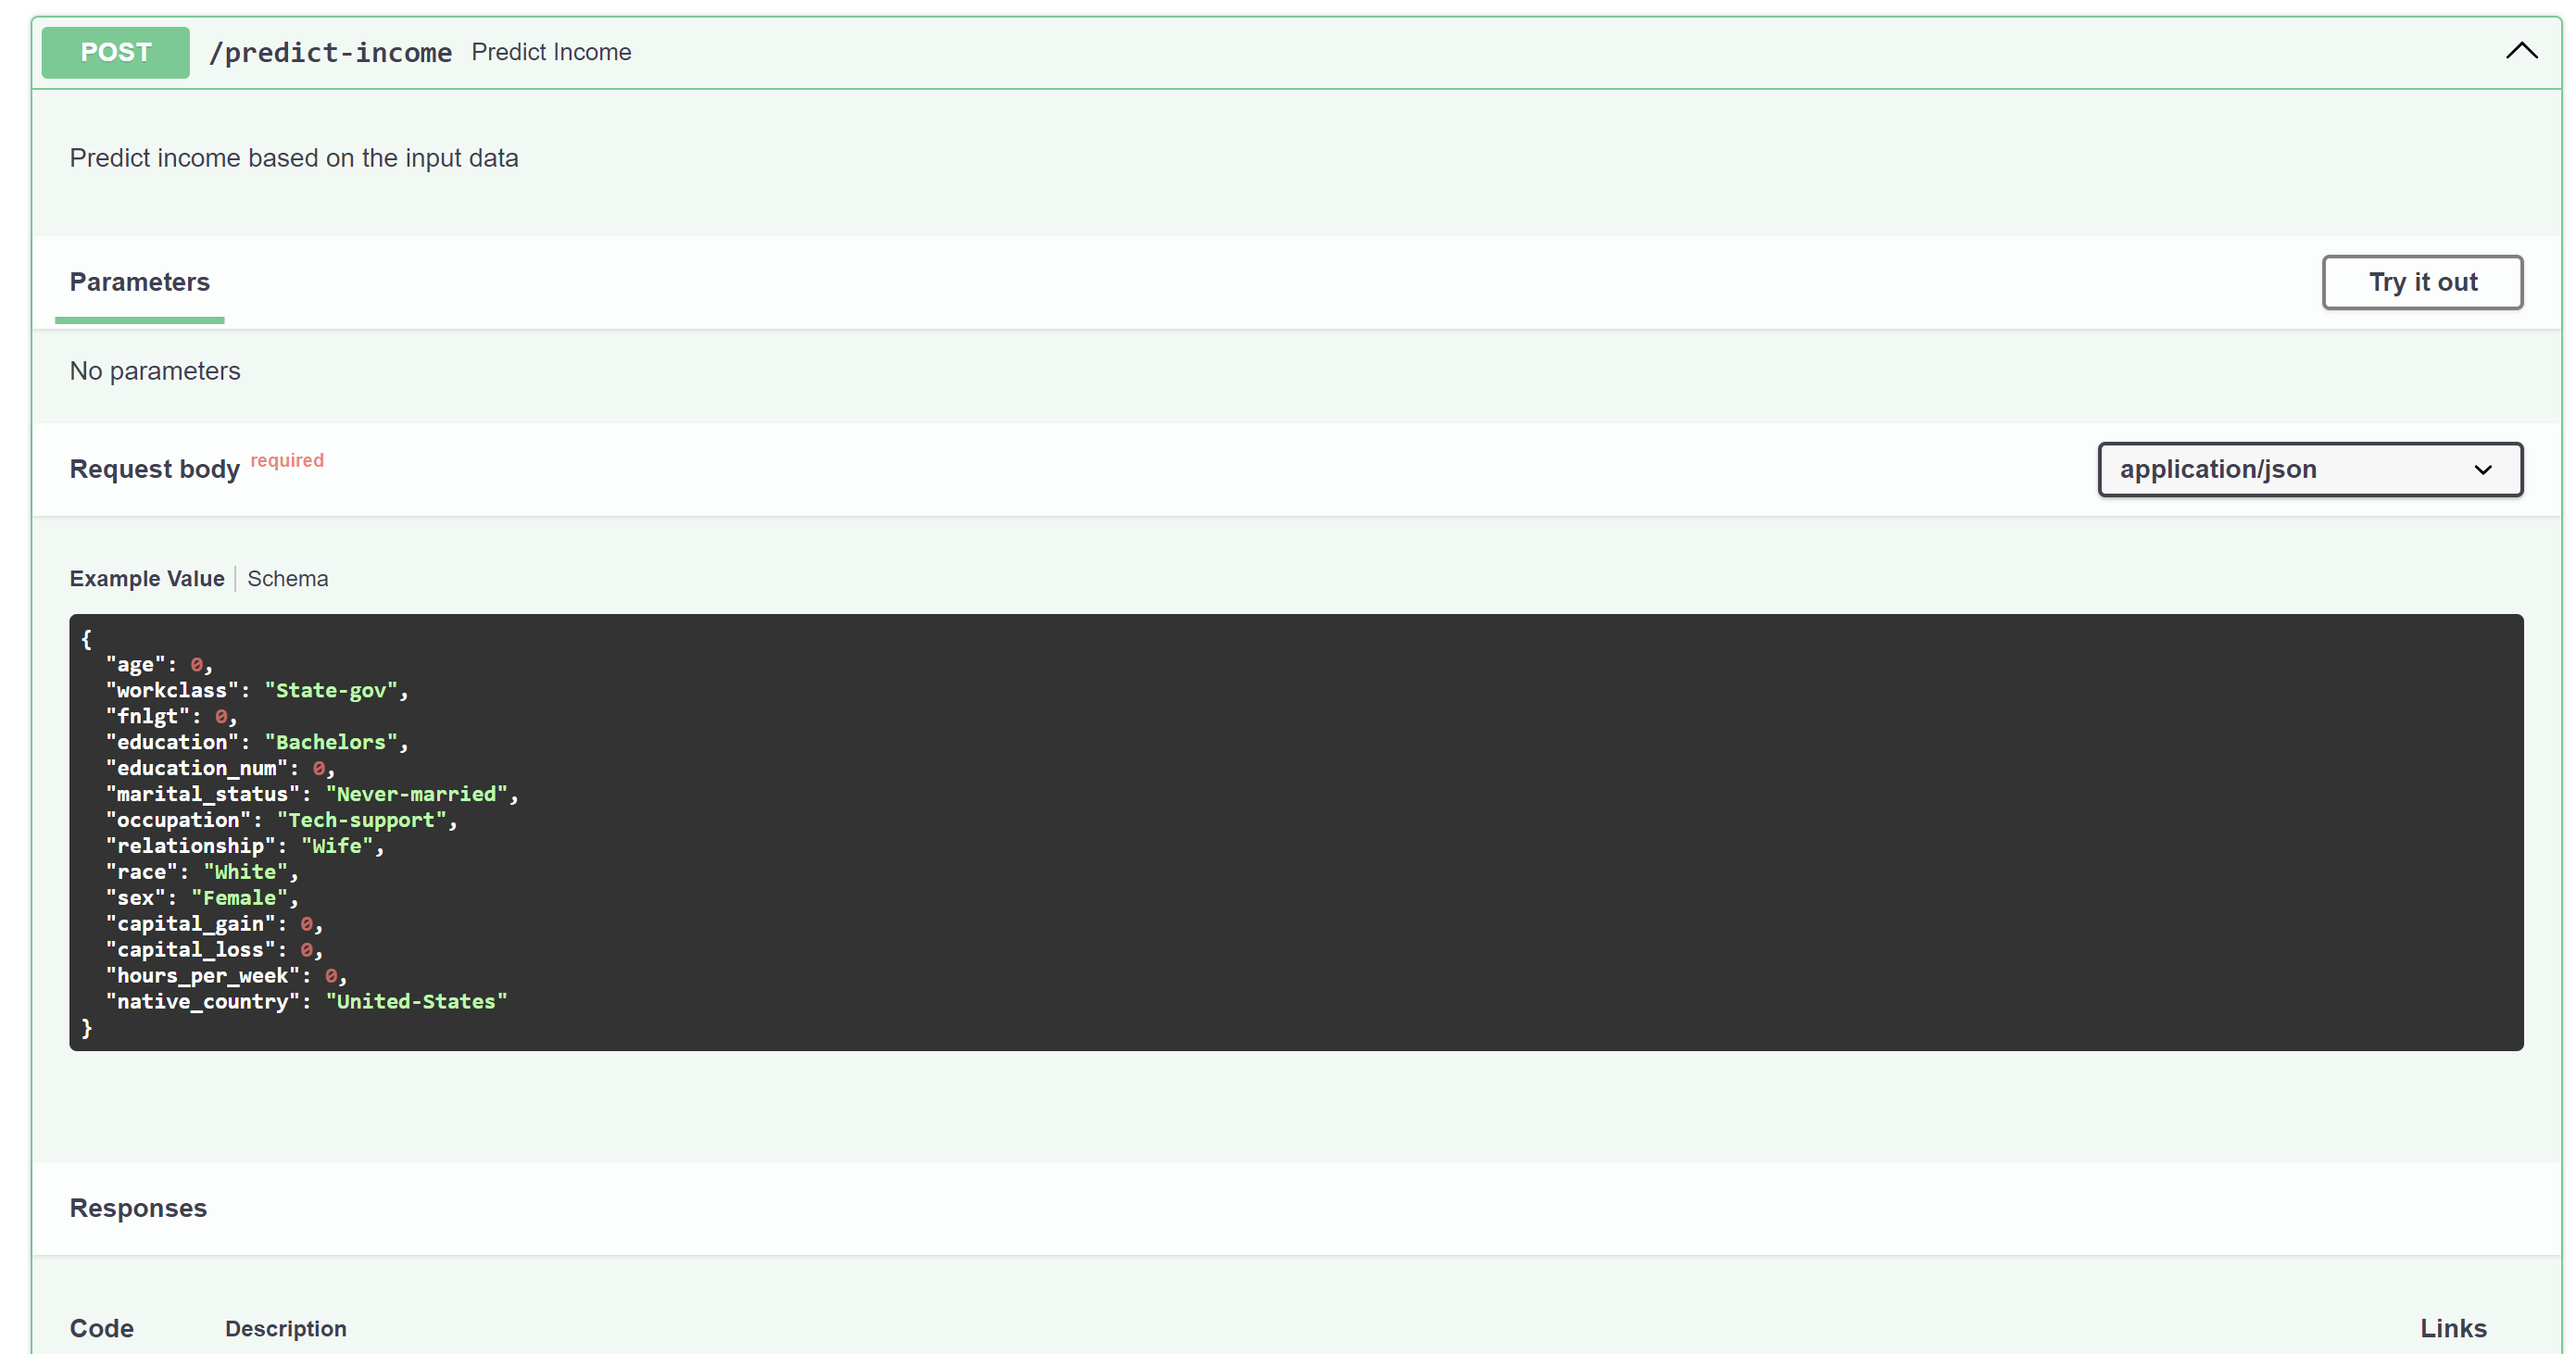 POST /predict-income Predict Income
Predict income based on the input data
Parameters
Try it out
No parameters
Request body required
application/json
Example Value Schema
{
  "age": 0,
  "workclass": "State-gov",
  "fnlgt": 0,
  "education": "Bachelors",
  "education_num": 0,
  "marital_status": "Never-married",
  "occupation": "Tech-support",
  "relationship": "Wife",
  "race": "White",
  "sex": "Female",
  "capital_gain": 0,
  "capital_loss": 0,
  "hours_per_week": 0,
  "native_country": "United-States"
}
Responses
Code Description Links